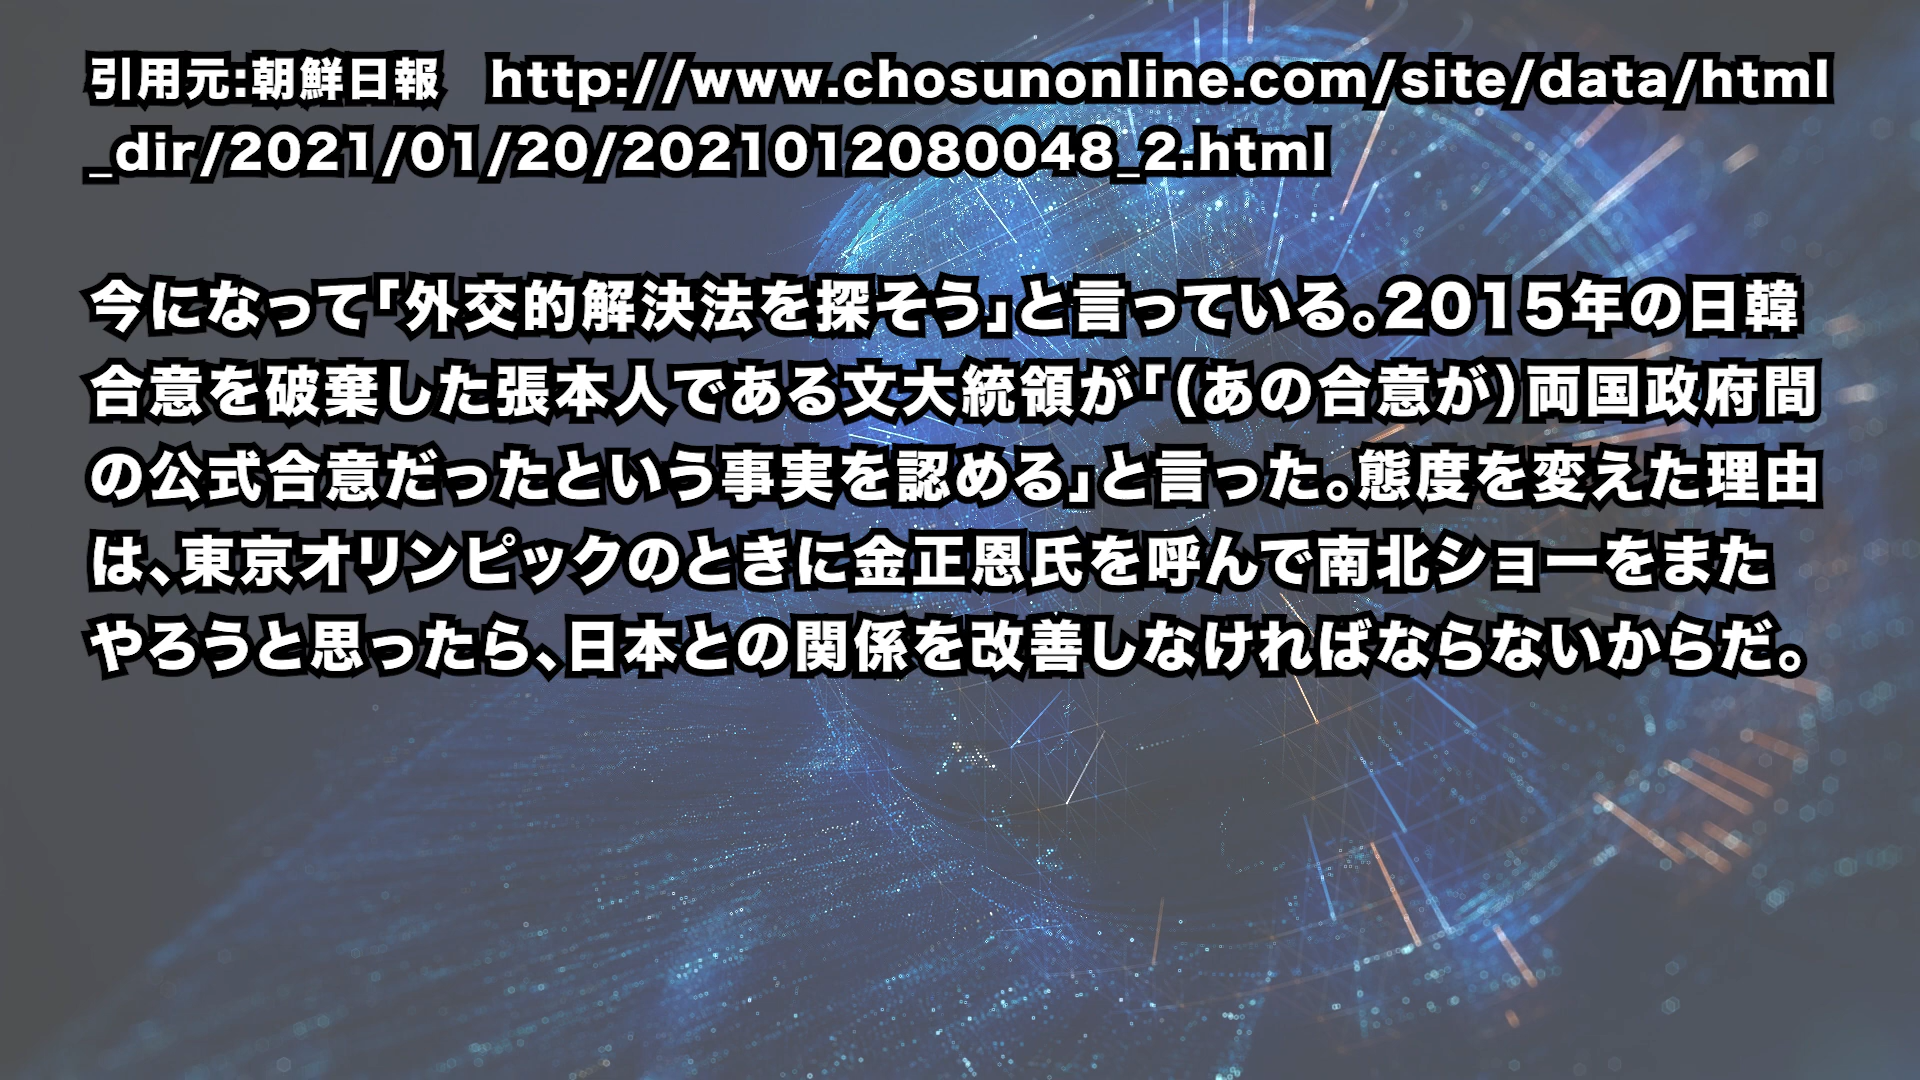 引用元:朝鮮日報　http://www.chosunonline.com/site/data/html
_dir/2021/01/20/2021012080048_2.html
今になって「外交的解決法を探そう」と言っている。2015年の日韓
合意を破棄した張本人である文大統領が「(あの合意が)両国政府間
の公式合意だったという事実を認める」と言った。態度を変えた理由
は、東京オリンピックのときに金正恩氏を呼んで南北ショーをまた
やろうと思ったら、日本との関係を改善しなければならないからだ。